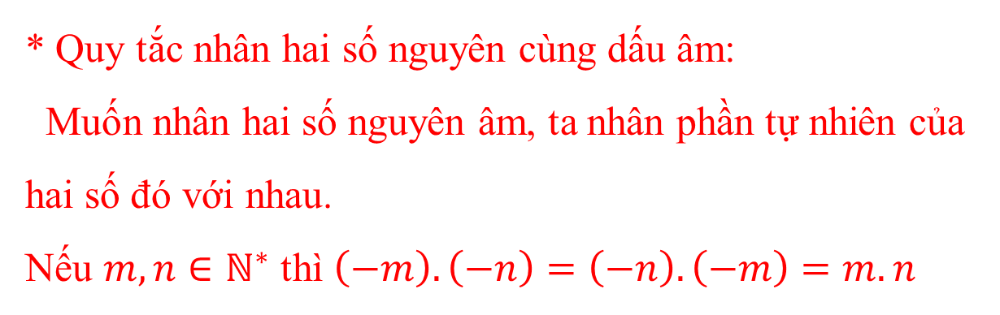 * Quy tắc nhân hai số nguyên cùng dấu âm:
Muốn nhân hai số nguyên âm, ta nhân phần tự nhiên của
hai số đó với nhau.
Nếu m, n ∈ ℕ* thì (−m). (−n) = (−n). (−m) = m. n